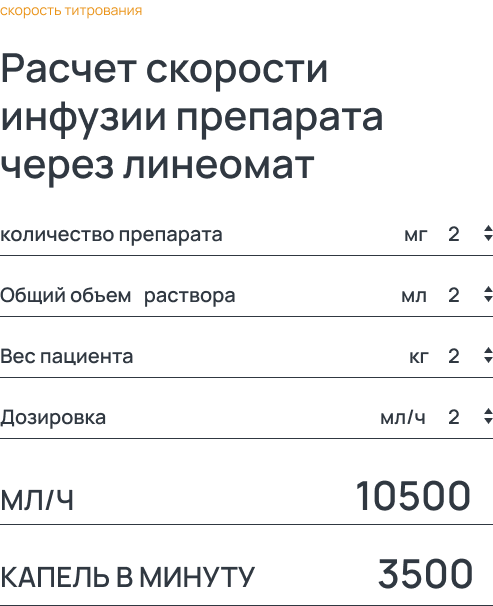 скорость титрования
Расчет скорости
инфузии препарата
через линеомат
количество препарата мг 2
Общий объем раствора мл 2
Вес пациента кг 2
Дозировка мл/ч 2
МЛ/Ч 10500
КАПЕЛЬ В МИНУТУ 3500